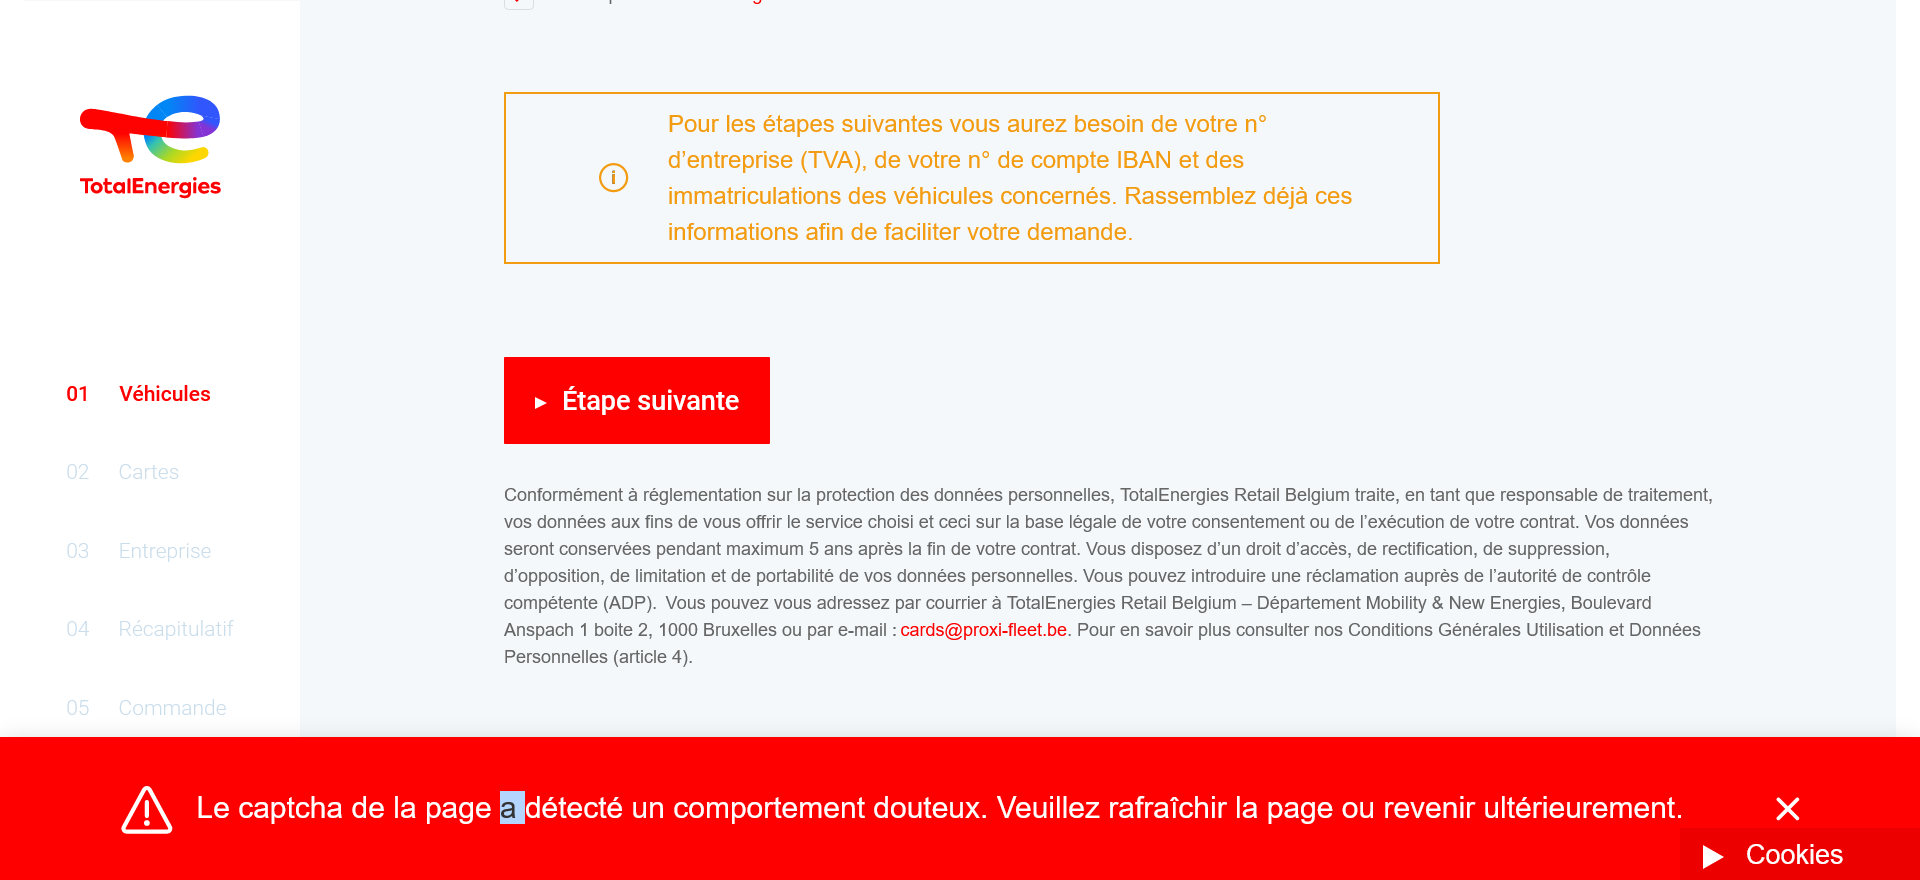 TotalEnergies
01 Véhicules
02 Cartes
03 Entreprise
04 Récapitulatif
05 Commande
Pour les étapes suivantes vous aurez besoin de votre n°
d’entreprise (TVA), de votre n° de compte IBAN et des
immatriculations des véhicules concernés. Rassemblez déjà ces
informations afin de faciliter votre demande.
Étape suivante
Conformément à réglementation sur la protection des données personnelles, TotalEnergies Retail Belgium traite, en tant que responsable de traitement,
vos données aux fins de vous offrir le service choisi et ceci sur la base légale de votre consentement ou de l’exécution de votre contrat. Vos données
seront conservées pendant maximum 5 ans après la fin de votre contrat. Vous disposez d’un droit d’accès, de rectification, de suppression,
d’opposition, de limitation et de portabilité de vos données personnelles. Vous pouvez introduire une réclamation auprès de l’autorité de contrôle
compétente (ADP).  Vous pouvez vous adressez par courrier à TotalEnergies Retail Belgium – Département Mobility & New Energies, Boulevard
Anspach 1 boite 2, 1000 Bruxelles ou par e-mail : cards@proxi-fleet.be. Pour en savoir plus consulter nos Conditions Générales Utilisation et Données
Personnelles (article 4).
Le captcha de la page a détecté un comportement douteux. Veuillez rafraîchir la page ou revenir ultérieurement.
Cookies